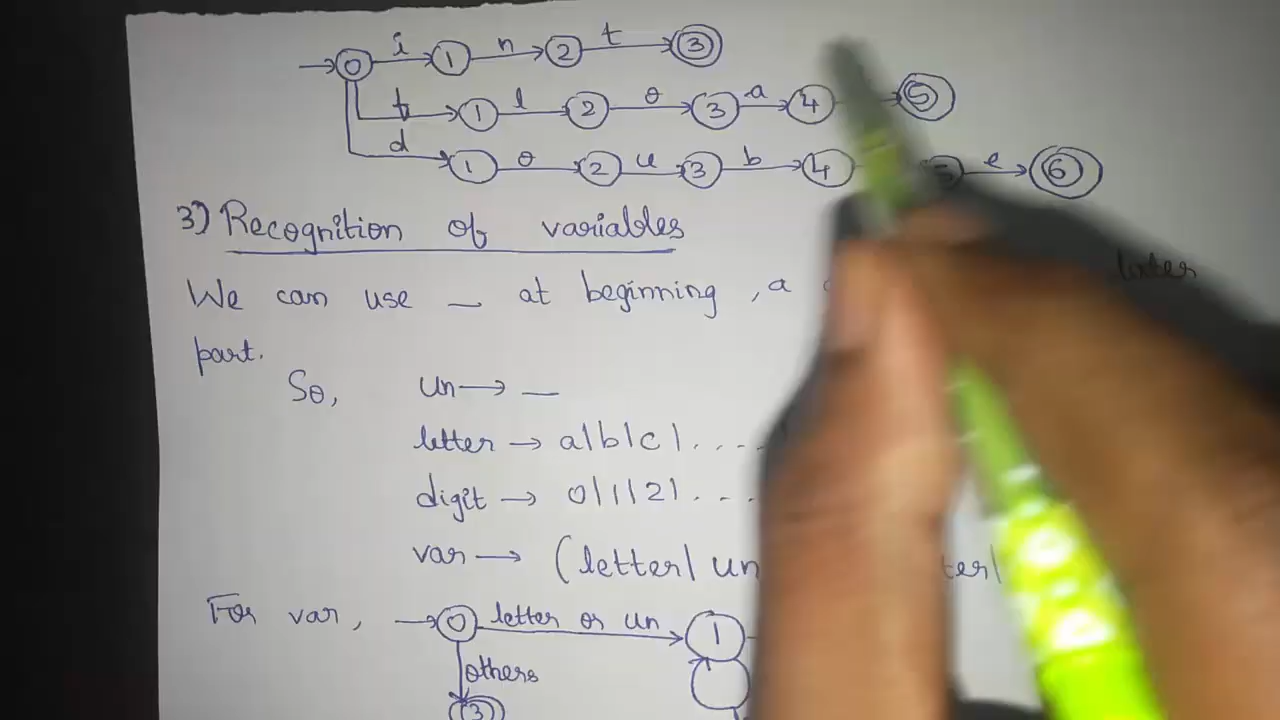 0 i 1 n 2 t 3
f 1 l 2 o 3 a 4 5
d 1 o 2 u 3 b 4 5 e 6
3) Recognition of variables
We can use _ at beginning , a
part.
So, un → _
letter → a|b|c|....
digit → 0|1|2|...
var → (letter| un
For var, → 0 letter or un 1
others
3